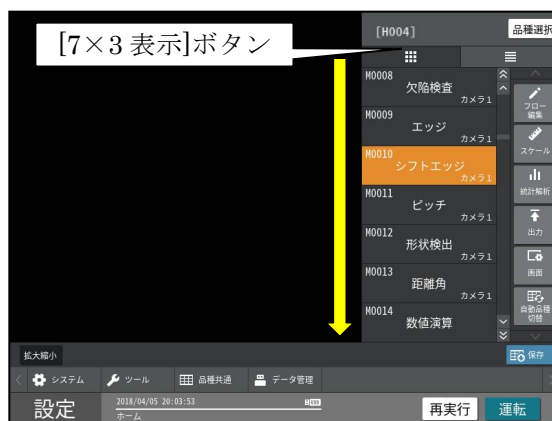 [7×3 表示]ボタン
[H004]
品種選択
M0008
欠陥検査
カメラ1
M0009
エッジ
カメラ1
M0010
シフトエッジ
カメラ1
M0011
ピッチ
カメラ1
M0012
形状検出
カメラ1
M0013
距離角
カメラ1
M0014
数値演算
フロー
編集
スケール
統計解析
出力
画面
自動品種
切替
拡大縮小
保存
システム
ツール
品種共通
データ管理
設定
2018/04/05 20:03:53
ホーム
再実行
運転